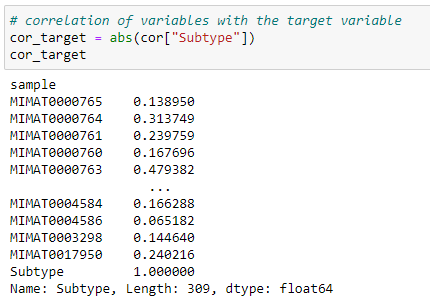 # correlation of variables with the target variable
cor_target = abs(cor["Subtype"])
cor_target
sample
MIMAT0000765    0.138950
MIMAT0000764    0.313749
MIMAT0000761    0.239759
MIMAT0000760    0.167696
MIMAT0000763    0.479382
...
MIMAT0004584    0.166288
MIMAT0004586    0.065182
MIMAT0003298    0.144640
MIMAT0017950    0.240216
Subtype         1.000000
Name: Subtype, Length: 309, dtype: float64